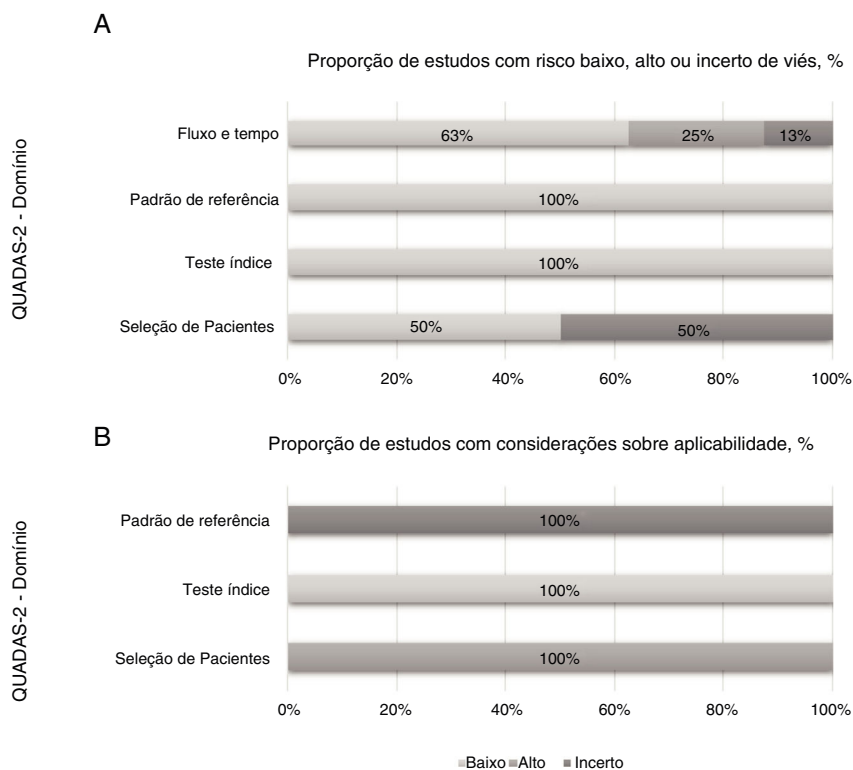 A
Proporção de estudos com risco baixo, alto ou incerto de viés, %
QUADAS-2 - Domínio
Fluxo e tempo
63%
25%
13%
Padrão de referência
100%
Teste índice
100%
Seleção de Pacientes
50%
50%
0%
20%
40%
60%
80%
100%
B
Proporção de estudos com considerações sobre aplicabilidade, %
QUADAS-2 - Domínio
Padrão de referência
100%
Teste índice
100%
Seleção de Pacientes
100%
0%
20%
40%
60%
80%
100%
Baixo Alto Incerto